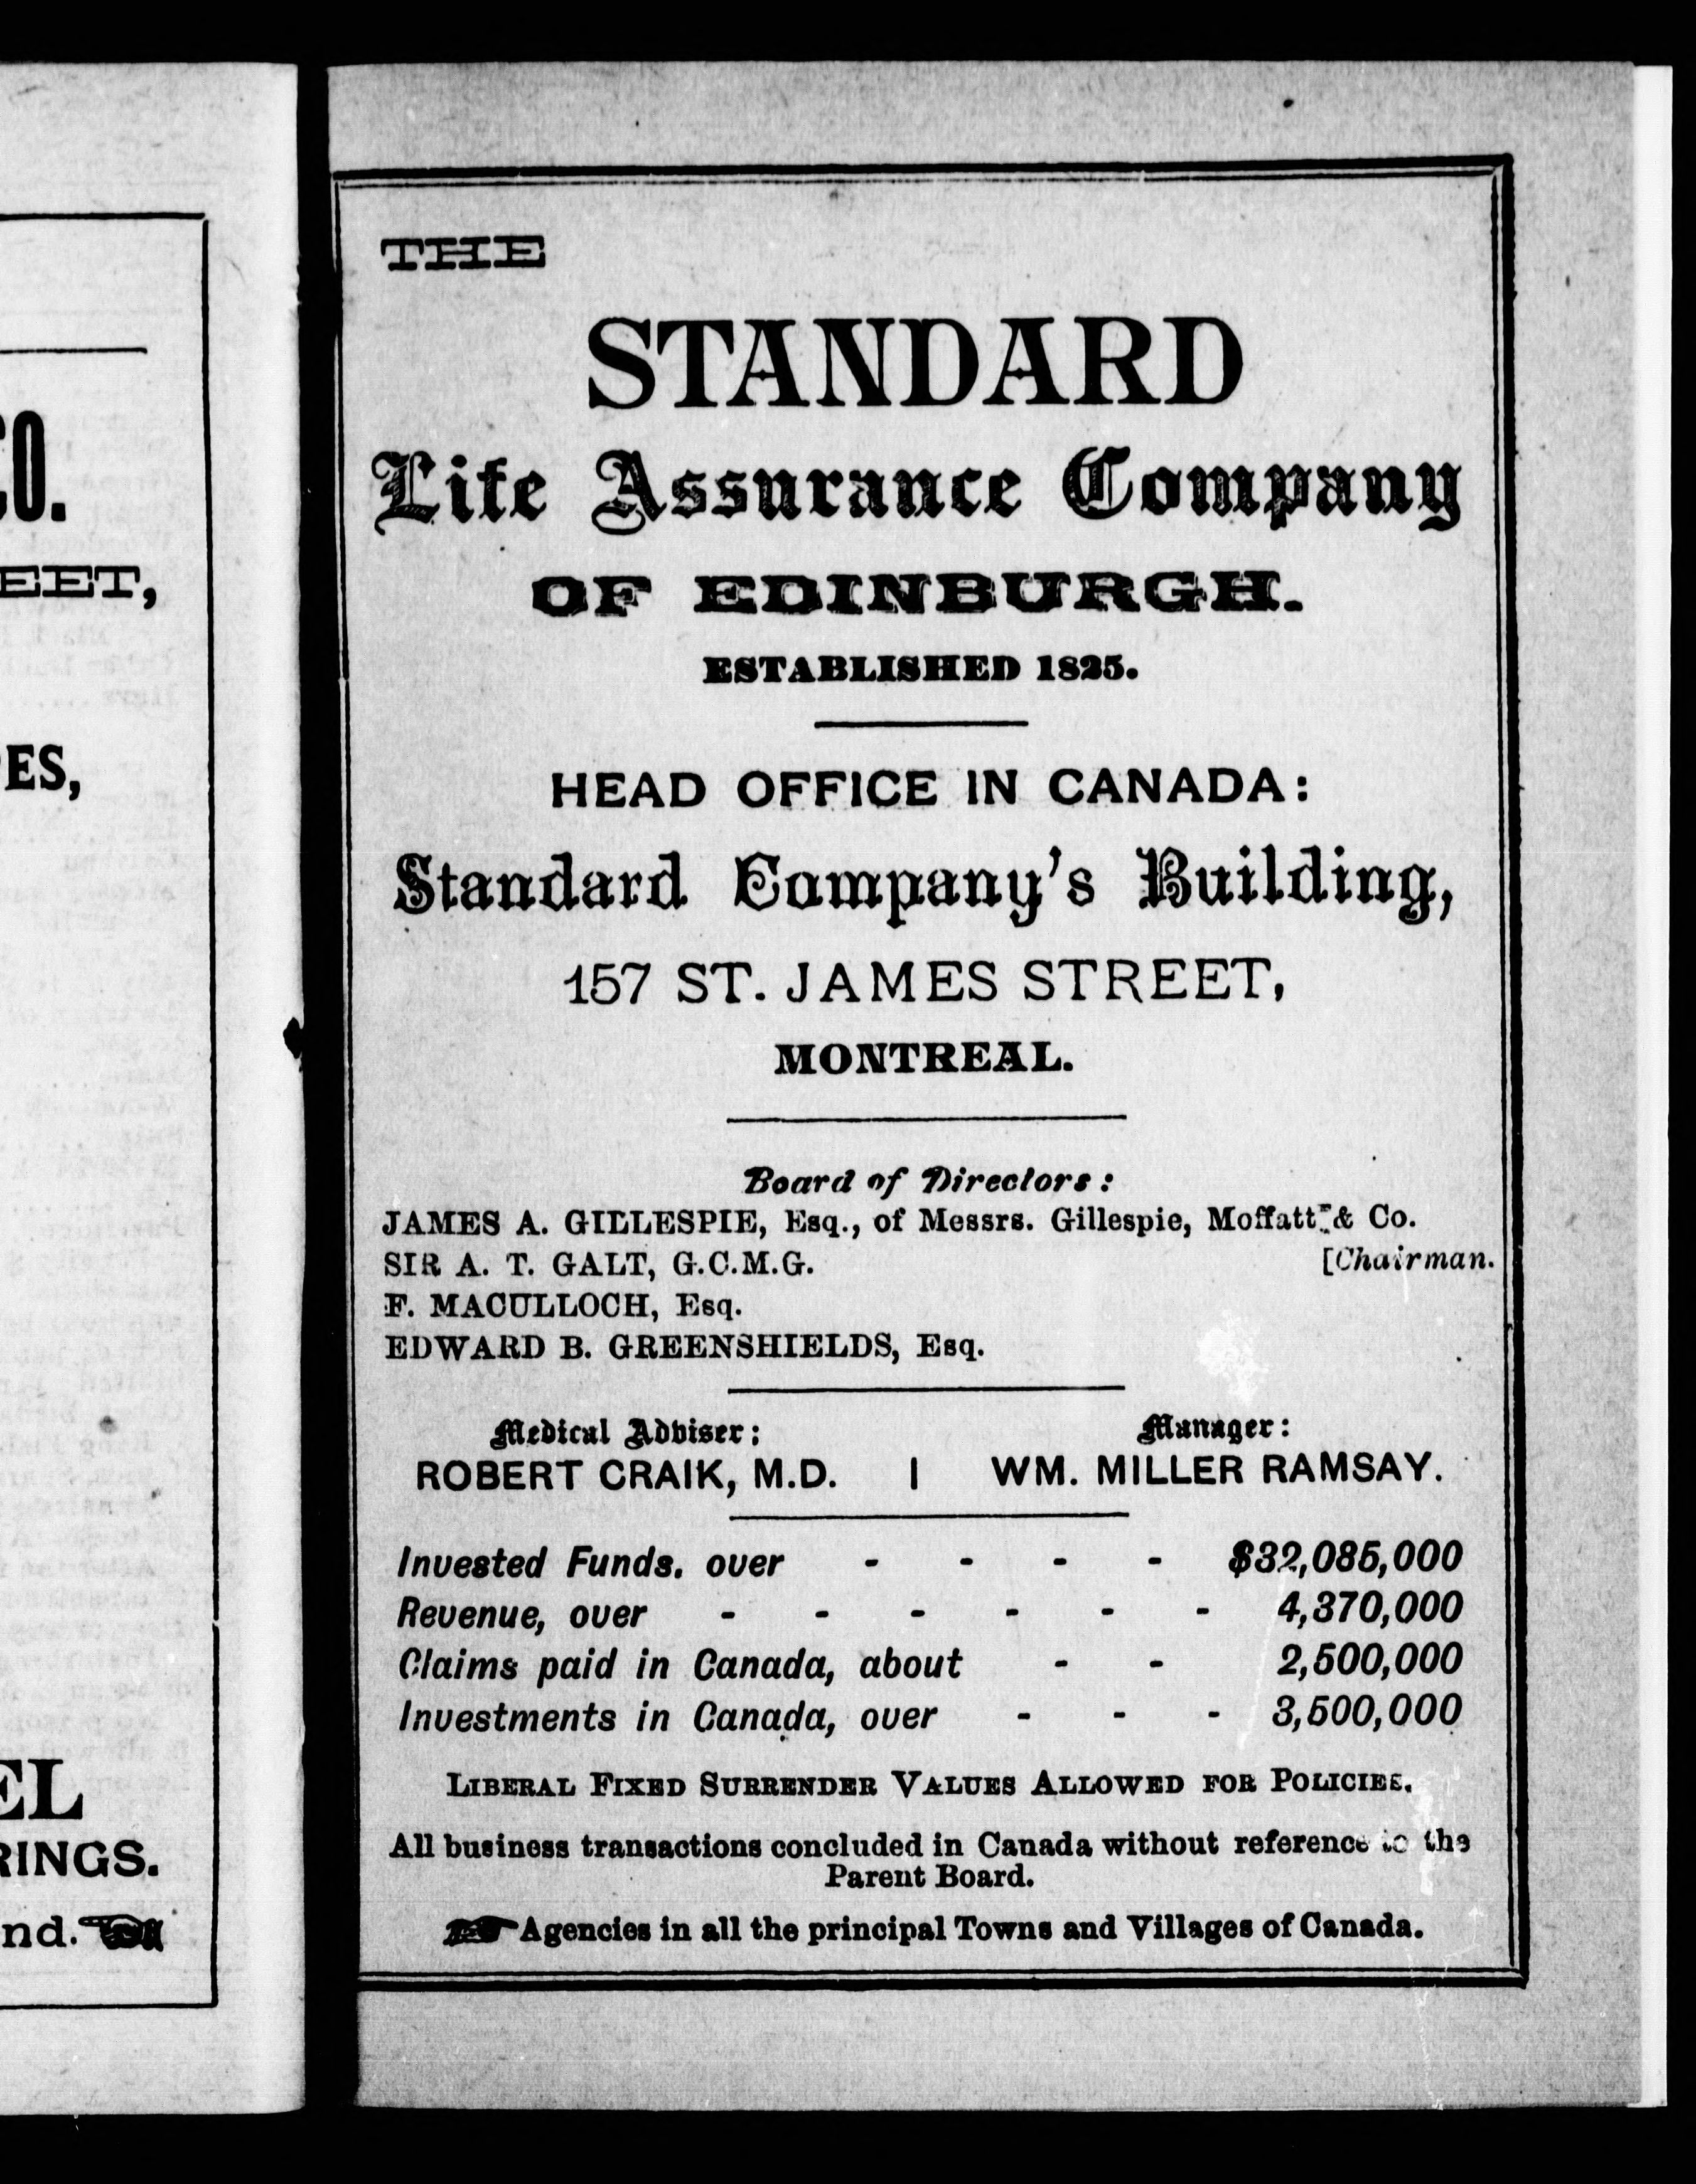 CO.
EET,
ES,
EL
RINGS.
nd.
THE
STANDARD
Life Assurance Company
OF EDINBURGH.
ESTABLISHED 1825.
HEAD OFFICE IN CANADA:
Standard Company's Building,
157 ST. JAMES STREET,
MONTREAL.
Board of Directors:
JAMES A. GILLESPIE, Esq., of Messrs. Gillespie, Moffatt & Co.
SIR A. T. GALT, G.C.M.G. [Chairman.
F. MACULLOCH, Esq.
EDWARD B. GREENSHIELDS, Esq.
Medical Adviser: Manager:
ROBERT CRAIK, M.D. | WM. MILLER RAMSAY.
Invested Funds. over - - - - $32,085,000
Revenue, over - - - - - - 4,370,000
Claims paid in Canada, about - - 2,500,000
Investments in Canada, over - - - 3,500,000
LIBERAL FIXED SURRENDER VALUES ALLOWED FOR POLICIES.
All business transactions concluded in Canada without reference to the
Parent Board.
Agencies in all the principal Towns and Villages of Canada.